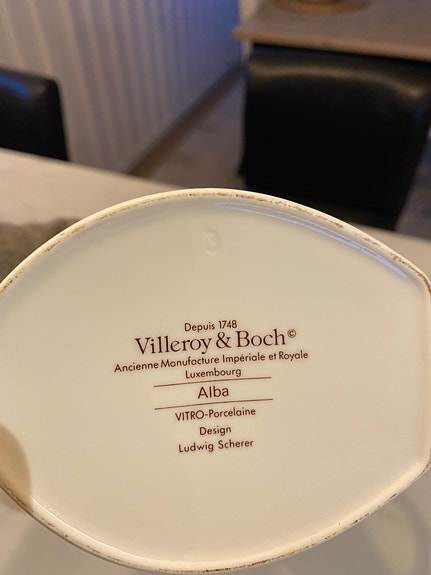 3
Depuis 1748
Villeroy & Boch©
Ancienne Manufacture Impériale et Royale
Luxembourg
Alba
VITRO-Porcelaine
Design
Ludwig Scherer